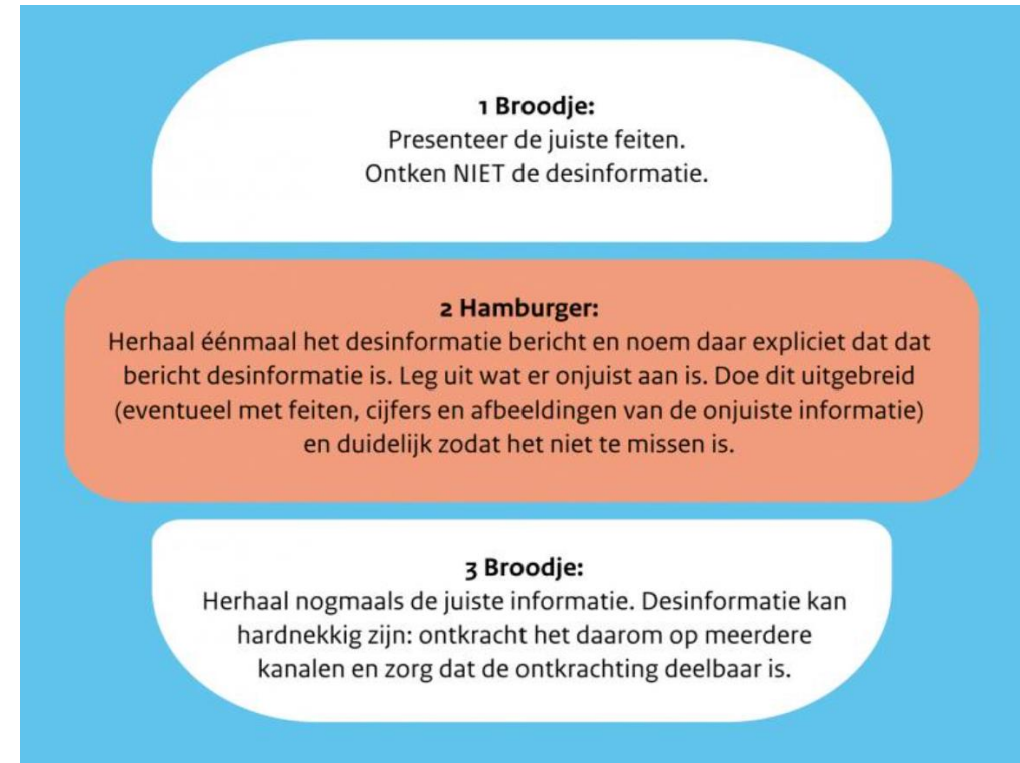 1 Broodje:
Presenteer de juiste feiten.
Ontken NIET de desinformatie.
2 Hamburger:
Herhaal éénmaal het desinformatie bericht en noem daar expliciet dat dat
bericht desinformatie is. Leg uit wat er onjuist aan is. Doe dit uitgebreid
(eventueel met feiten, cijfers en afbeeldingen van de onjuiste informatie)
en duidelijk zodat het niet te missen is.
3 Broodje:
Herhaal nogmaals de juiste informatie. Desinformatie kan
hardnekkig zijn: ontkracht het daarom op meerdere
kanalen en zorg dat de ontkrachting deelbaar is.